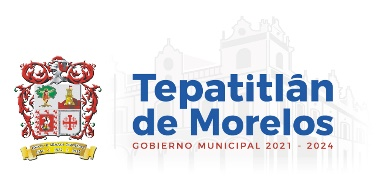 Tepatitlán
de Morelos
GOBIERNO MUNICIPAL 2021 - 2024